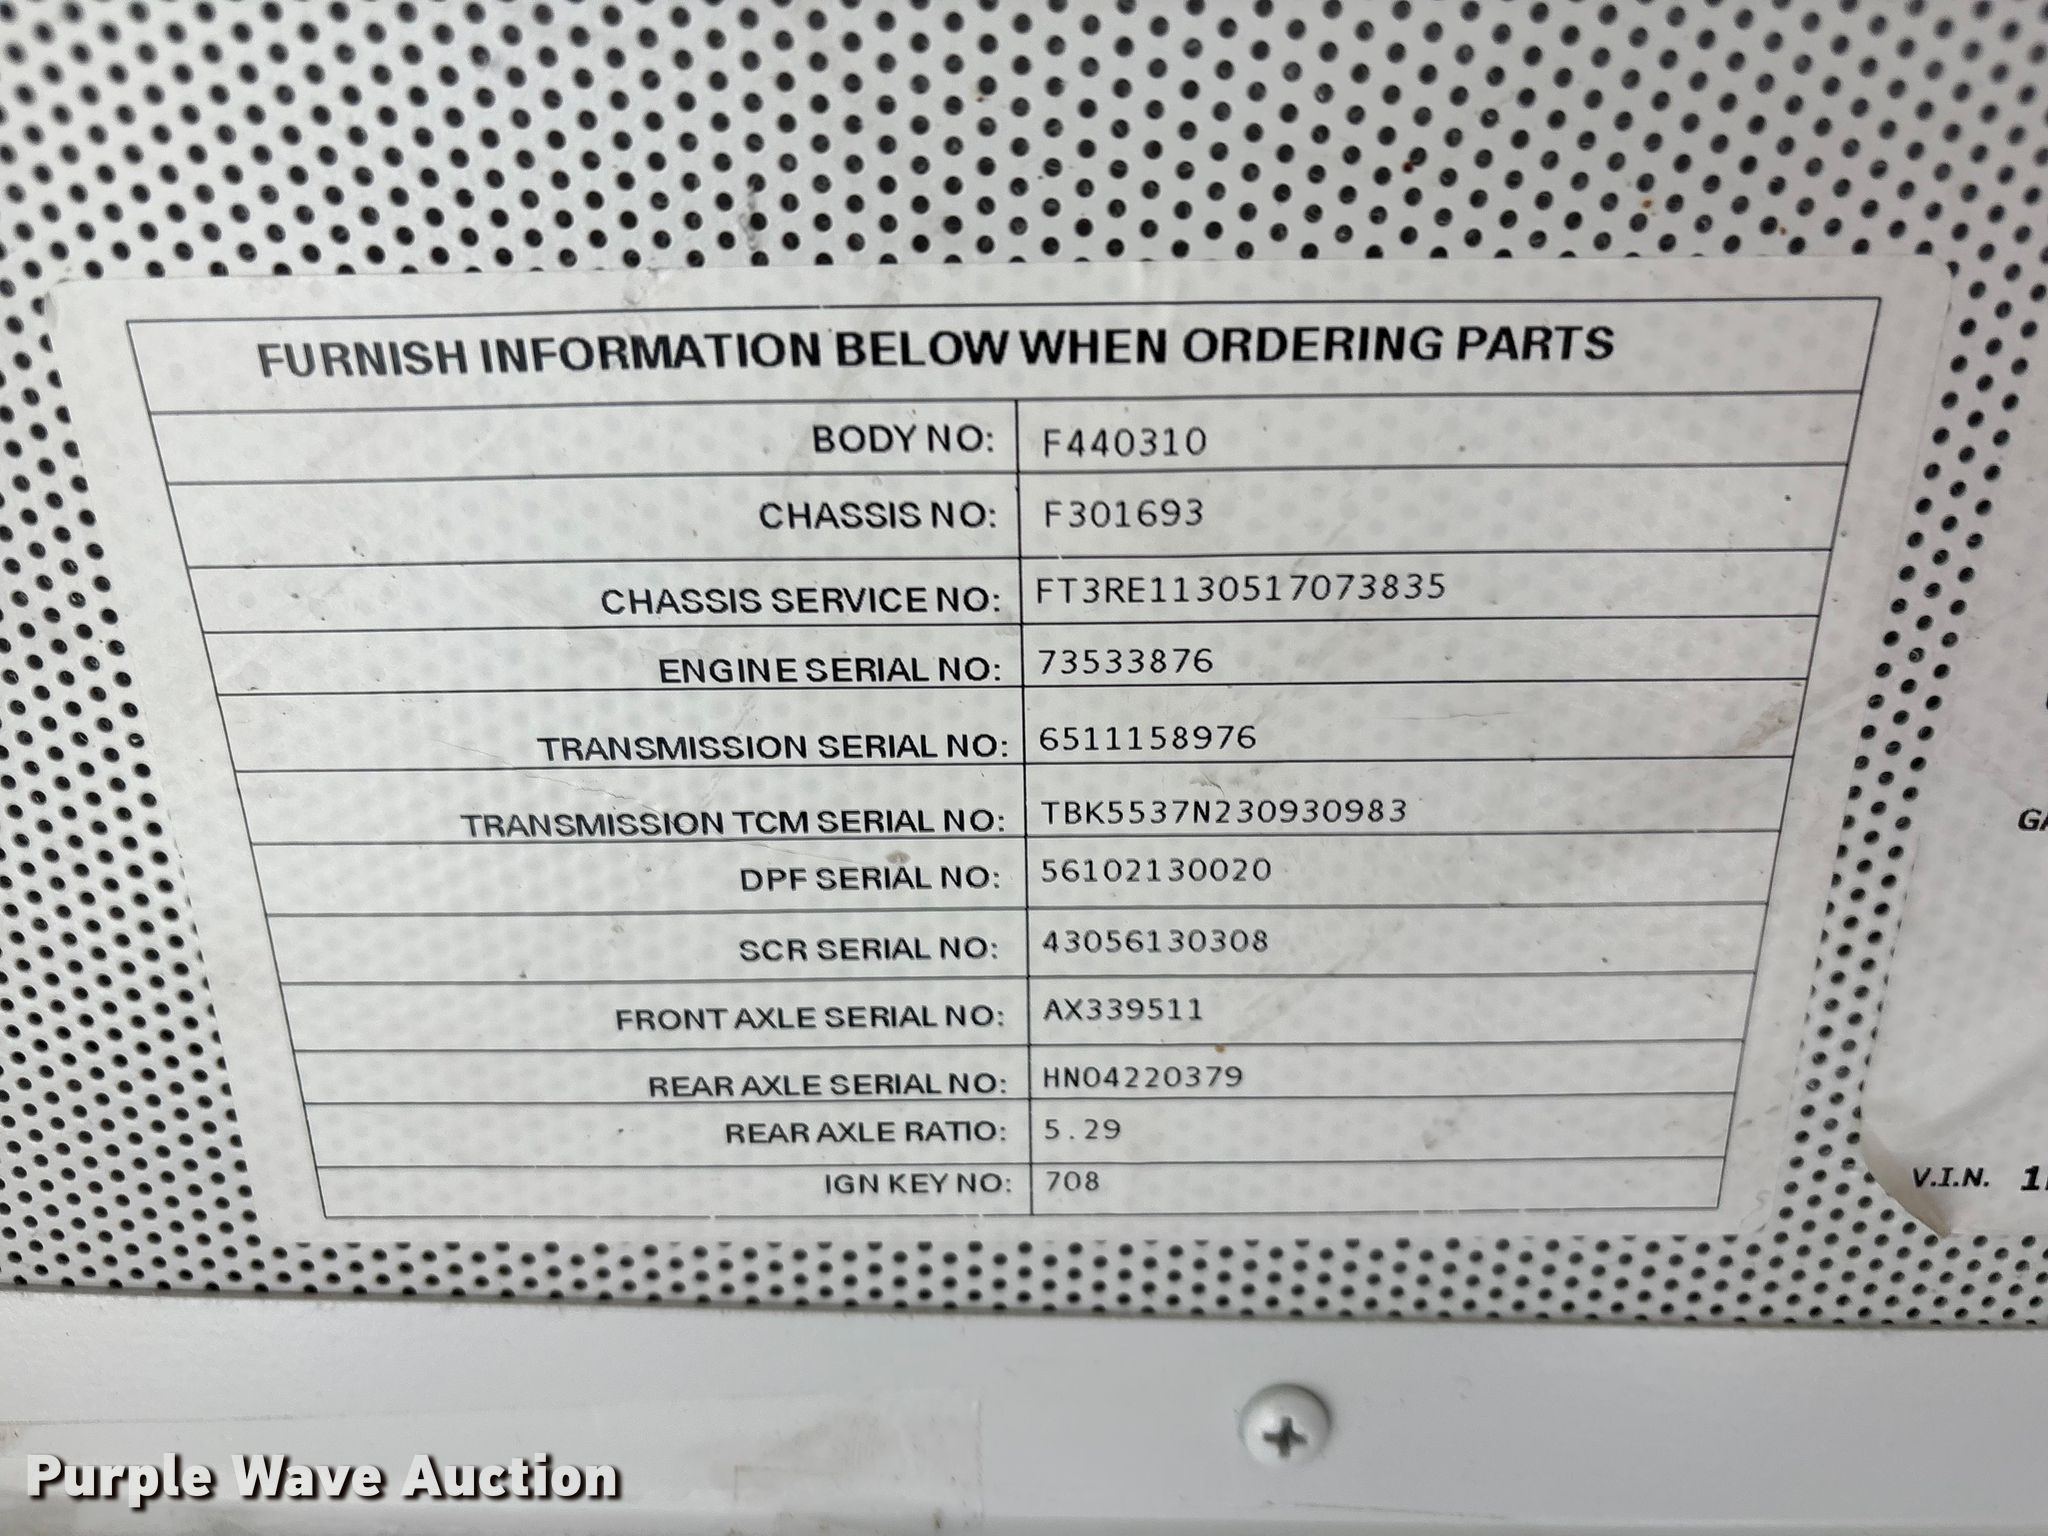 FURNISH INFORMATION BELOW WHEN ORDERING PARTS
BODY NO: F440310
CHASSIS NO: F301693
CHASSIS SERVICE NO: FT3RE1130517073835
ENGINE SERIAL NO: 73533876
TRANSMISSION SERIAL NO: 6511158976
TRANSMISSION TCM SERIAL NO: TBK5537N230930983
DPF SERIAL NO: 56102130020
SCR SERIAL NO: 43056130308
FRONT AXLE SERIAL NO: AX339511
REAR AXLE SERIAL NO: HN04220379
REAR AXLE RATIO: 5.29
IGN KEY NO: 708
V.I.N.
Purple Wave Auction